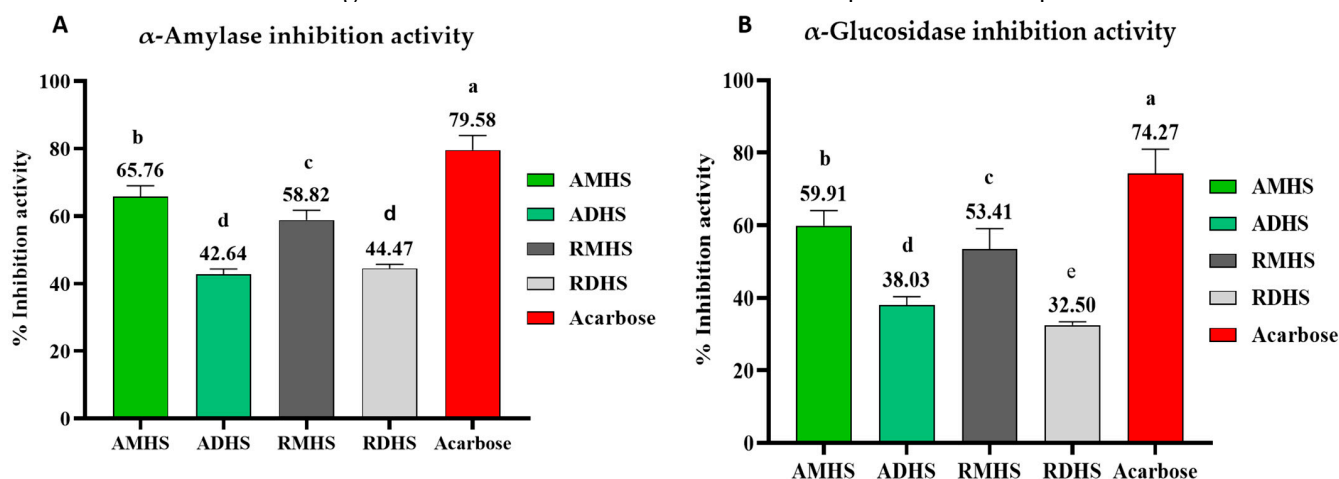 A
α-Amylase inhibition activity
% Inhibition activity
100
80
60
40
20
0
b
65.76
d
42.64
c
58.82
d
44.47
a
79.58
AMHS
ADHS
RMHS
RDHS
Acarbose
AMHS
ADHS
RMHS
RDHS
Acarbose
B
α-Glucosidase inhibition activity
% Inhibition activity
100
80
60
40
20
0
b
59.91
d
38.03
c
53.41
e
32.50
a
74.27
AMHS
ADHS
RMHS
RDHS
Acarbose
AMHS
ADHS
RMHS
RDHS
Acarbose